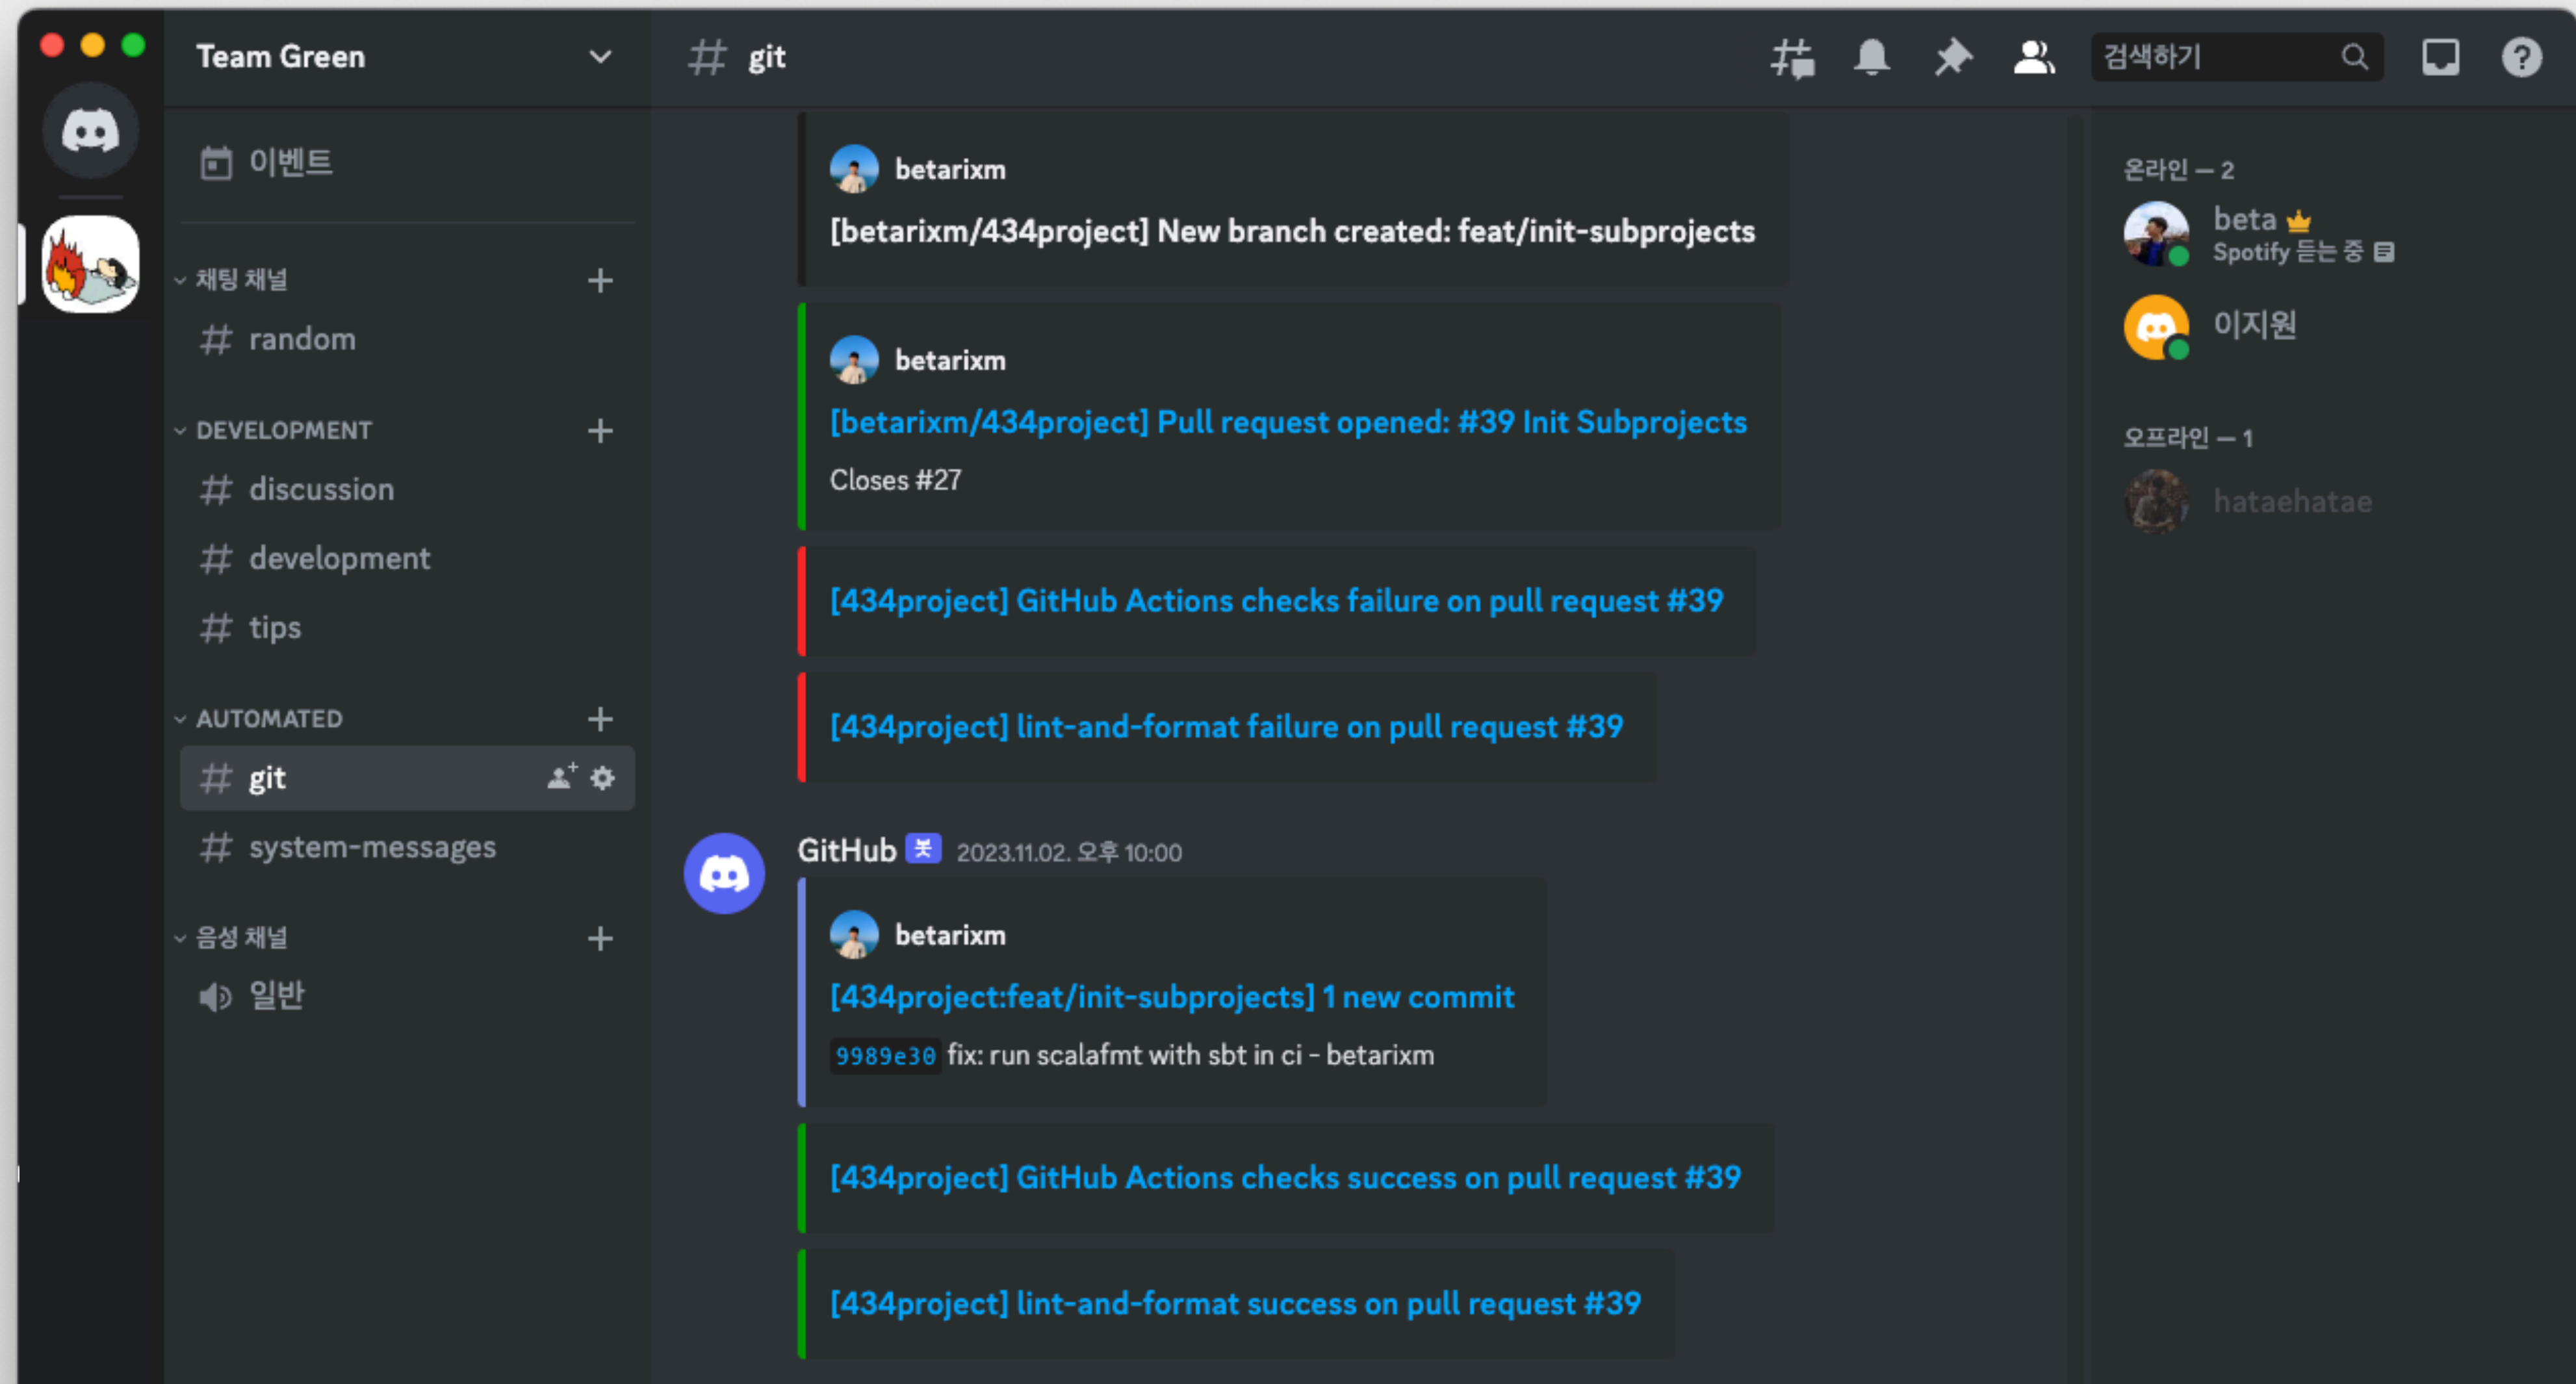 Team Green
이벤트
채팅 채널
random
DEVELOPMENT
discussion
development
tips
AUTOMATED
git
system-messages
음성 채널
일반
git
검색하기
betarixm
[betarixm/434project] New branch created: feat/init-subprojects
betarixm
[betarixm/434project] Pull request opened: #39 Init Subprojects
Closes #27
[434project] GitHub Actions checks failure on pull request #39
[434project] lint-and-format failure on pull request #39
GitHub 봇 2023.11.02. 오후 10:00
betarixm
[434project:feat/init-subprojects] 1 new commit
9989e30 fix: run scalafmt with sbt in ci - betarixm
[434project] GitHub Actions checks success on pull request #39
[434project] lint-and-format success on pull request #39
온라인 — 2
beta
Spotify 듣는 중
이지원
오프라인 — 1
hataehatae